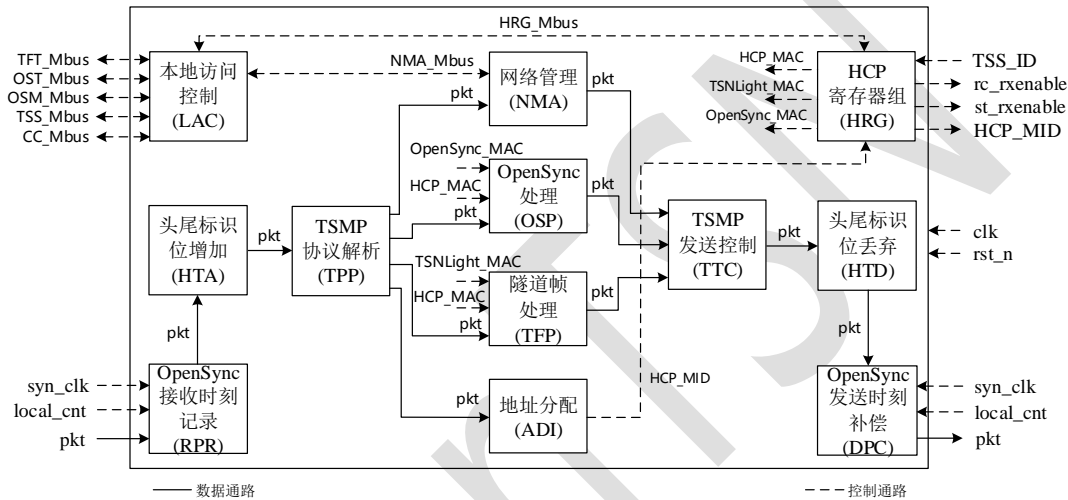 HRG_Mbus
TFT_Mbus
OST_Mbus
OSM_Mbus
TSS_Mbus
CC_Mbus
本地访问
控制
(LAC)
NMA_Mbus
pkt
网络管理
(NMA)
pkt
HCP_MAC
TSNLight_MAC
OpenSync_MAC
HCP
寄存器组
(HRG)
TSS_ID
rc_rxenable
st_rxenable
HCP_MID
OpenSync_MAC
HCP_MAC
pkt
OpenSync
处理
(OSP)
pkt
头尾标识
位增加
(HTA)
pkt
TSMP
协议解析
(TPP)
TSMP
发送控制
(TTC)
pkt
头尾标识
位丢弃
(HTD)
clk
rst_n
TSNLight_MAC
HCP_MAC
pkt
隧道帧
处理
(TFP)
pkt
pkt
pkt
syn_clk
local_cnt
pkt
OpenSync
接收时刻
记录
(RPR)
pkt
地址分配
(ADI)
HCP_MID
OpenSync
发送时刻
补偿
(DPC)
syn_clk
local_cnt
pkt
数据通路
控制通路
TSN